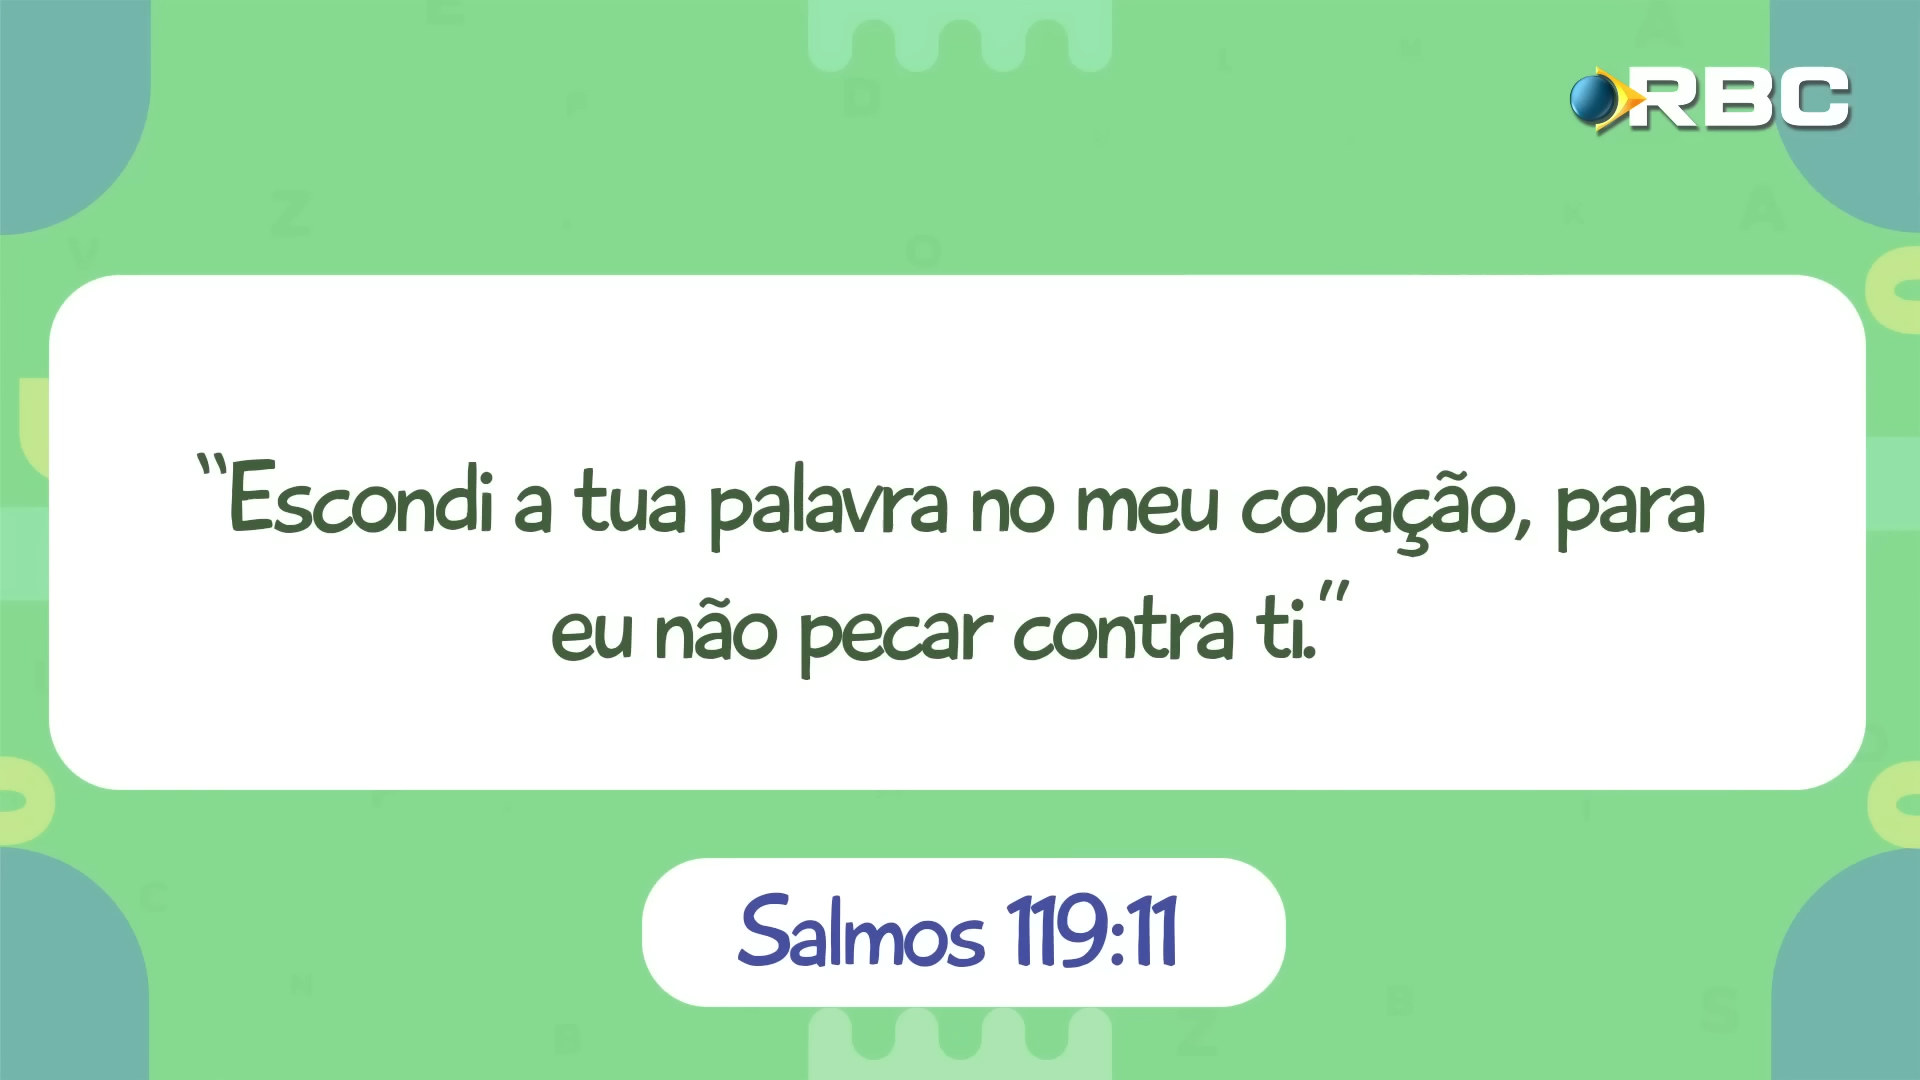 RBC
“Escondi a tua palavra no meu coração, para
eu não pecar contra ti.”
Salmos 119:11